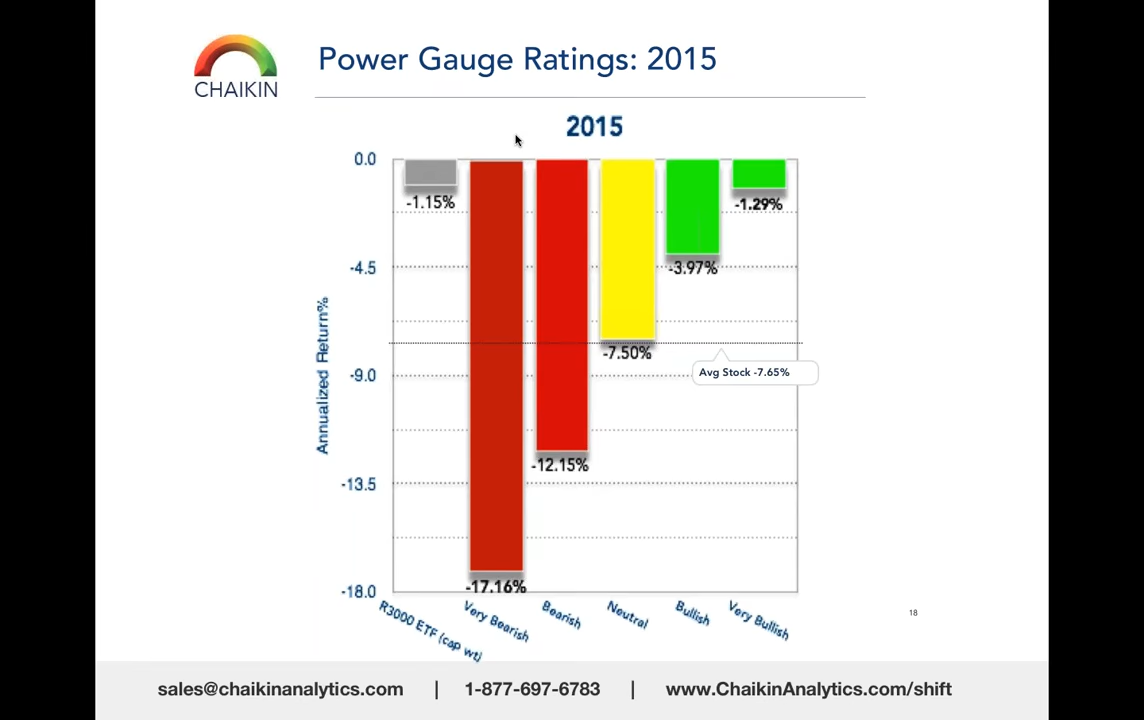 CHAIKIN
Power Gauge Ratings: 2015
2015
0.0
-4.5
-9.0
-13.5
-18.0
Annualized Return%
-1.15%
-17.16%
-12.15%
-7.50%
-3.97%
-1.29%
Avg Stock -7.65%
R3000 ETF (cap wt)
Very Bearish
Bearish
Neutral
Bullish
Very Bullish
18
sales@chaikinanalytics.com | 1-877-697-6783 | www.ChaikinAnalytics.com/shift